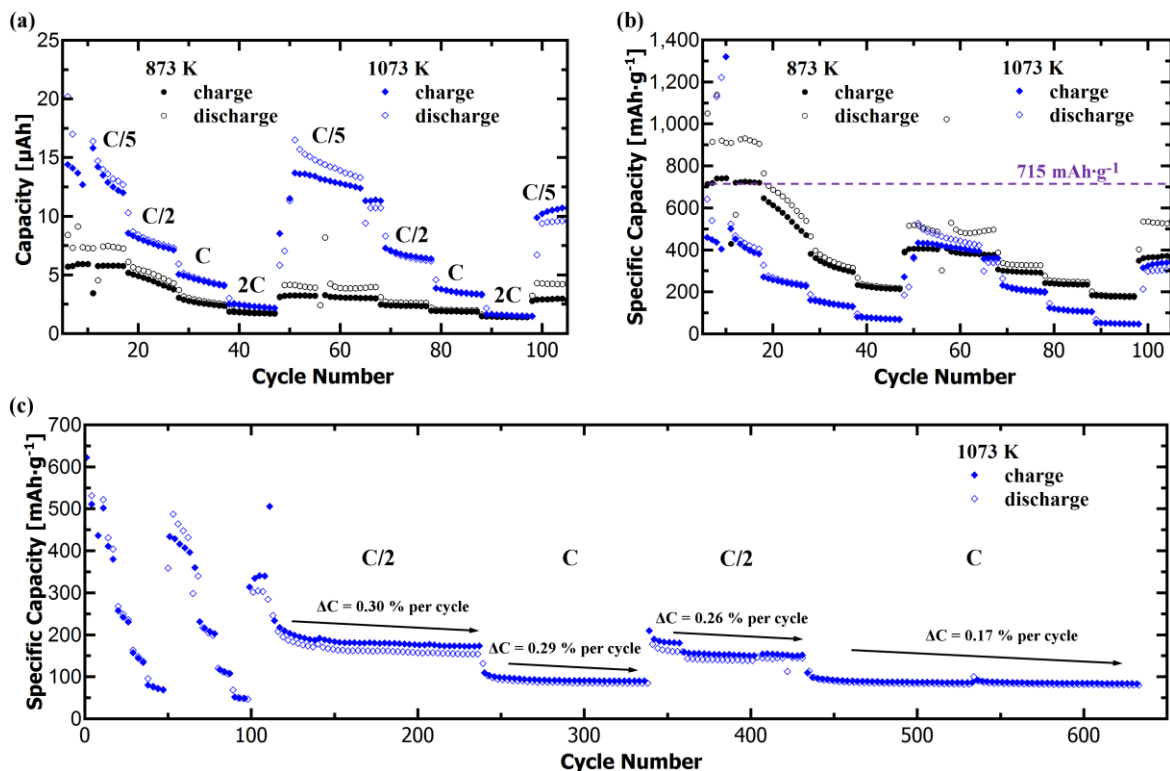 (a)
Capacity [µAh]
25
20
15
10
5
0
873 K
charge
discharge
1073 K
charge
discharge
C/5
C/2
C
2C
C/5
C/2
C
2C
C/5
20 40 60 80 100
Cycle Number
(b)
Specific Capacity [mAh·g⁻¹]
1,400
1,200
1,000
800
600
400
200
0
873 K
charge
discharge
1073 K
charge
discharge
715 mAh·g⁻¹
20 40 60 80 100
Cycle Number
(c)
Specific Capacity [mAh·g⁻¹]
700
600
500
400
300
200
100
0
1073 K
charge
discharge
C/2 C C/2 C
ΔC = 0.30 % per cycle
ΔC = 0.29 % per cycle
ΔC = 0.26 % per cycle
ΔC = 0.17 % per cycle
0 100 200 300 400 500 600
Cycle Number